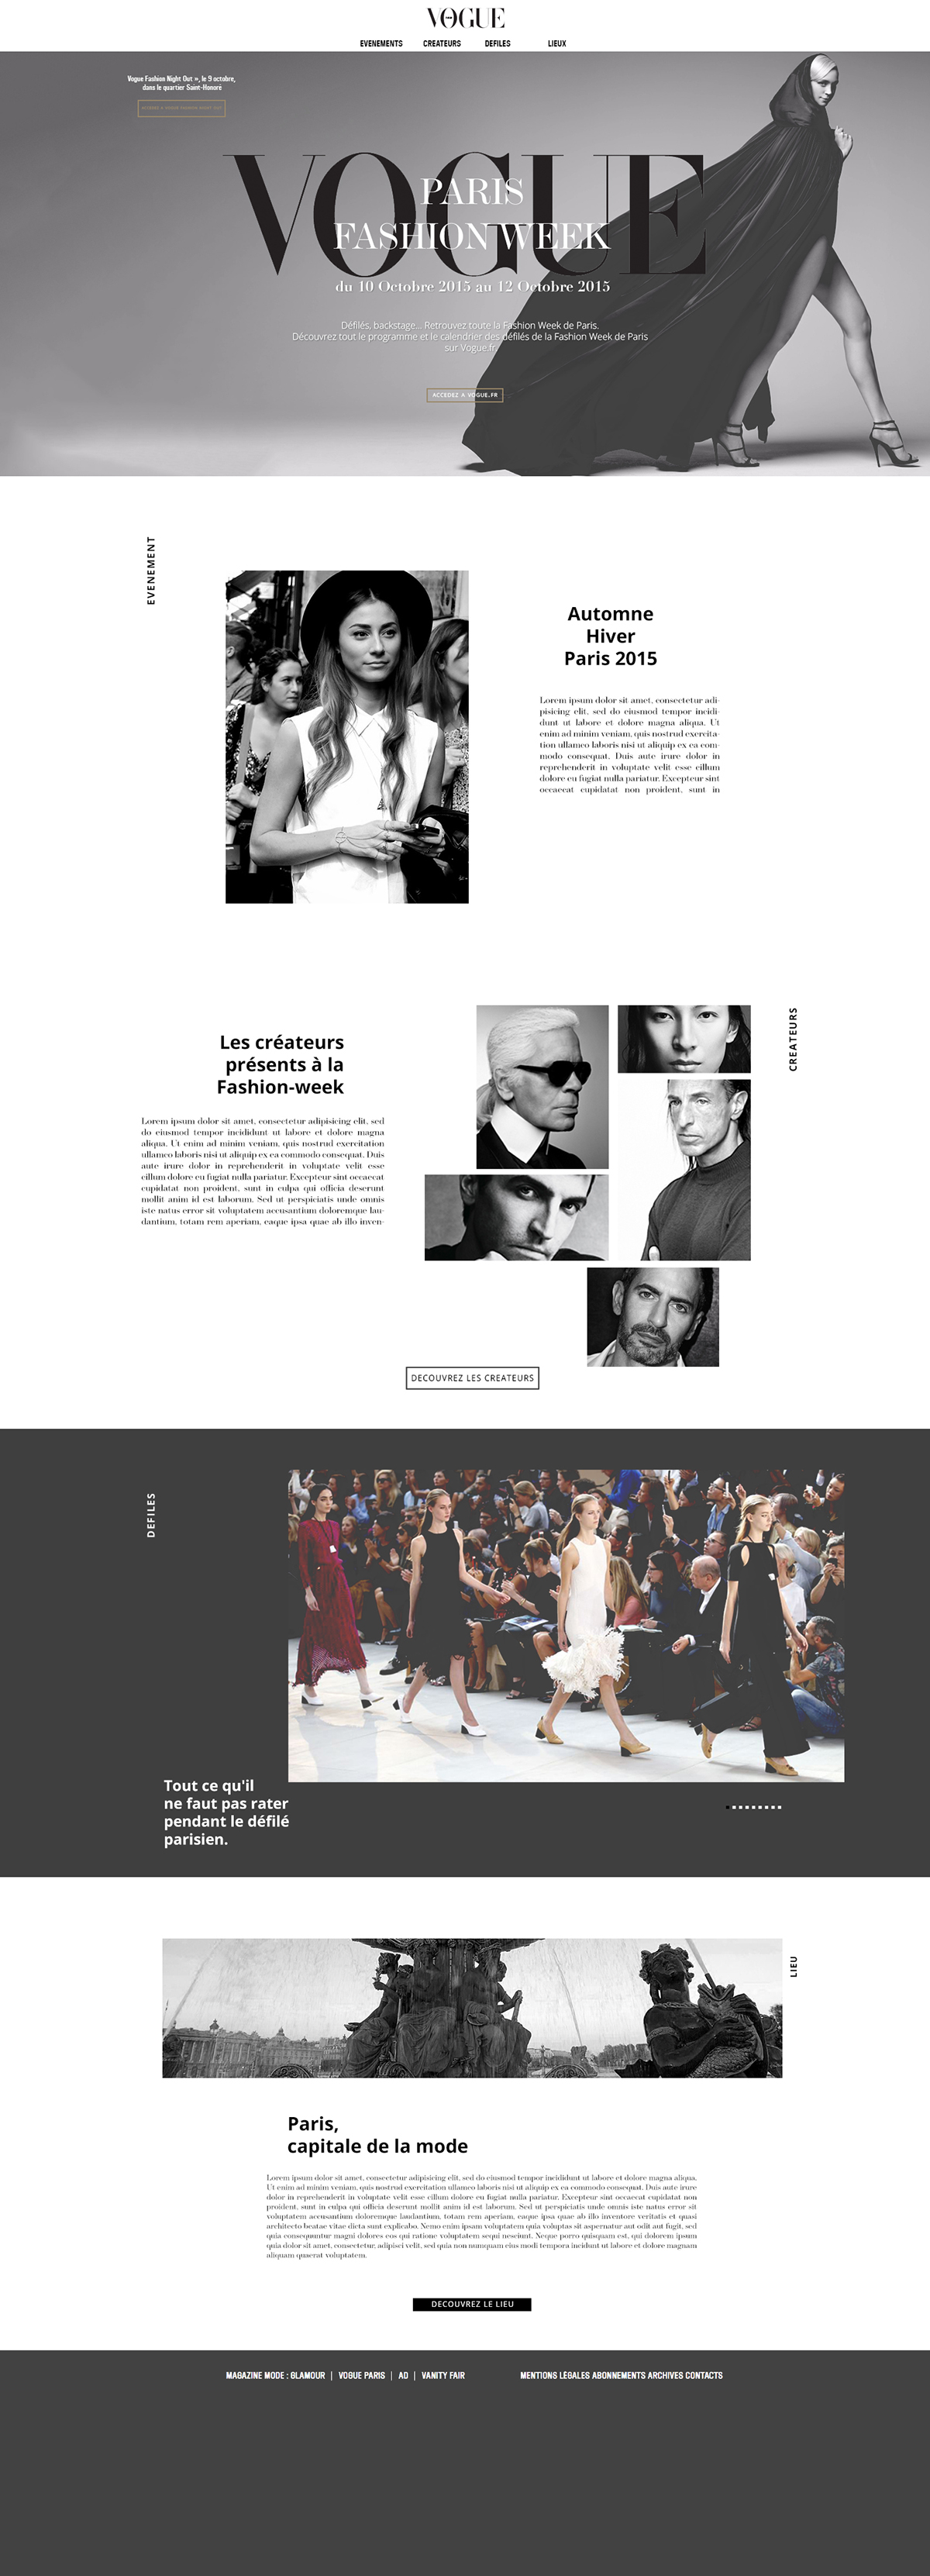 VOGUE
EVENEMENTS CREATEURS DEFILES LIEUX
Vogue Fashion Night Out », le 9 octobre,
dans le quartier Saint-Honoré
VOGUE
PARIS
FASHION WEEK
du 10 Octobre 2015 au 12 Octobre 2015
Défilés, backstage... Retrouvez toute la Fashion Week de Paris.
Découvrez tout le programme et le calendrier des défilés de la Fashion Week de Paris
sur Vogue.fr.
ACCEDEZ A VOGUE.FR
EVENEMENT
Automne
Hiver
Paris 2015
Lorem ipsum dolor sit amet, consectetur adi-
pisicing elit, sed do eiusmod tempor incidi-
dunt ut labore et dolore magna aliqua. Ut
enim ad minim veniam, quis nostrud exercita-
tion ullamco laboris nisi ut aliquip ex ea com-
modo consequat. Duis aute irure dolor in
reprehenderit in voluptate velit esse cillum
dolore eu fugiat nulla pariatur. Excepteur sint
occaecat cupidatat non proident, sunt in
CREATEURS
Les créateurs
présents à la
Fashion-week
Lorem ipsum dolor sit amet, consectetur adipisicing elit, sed
do eiusmod tempor incididunt ut labore et dolore magna
aliqua. Ut enim ad minim veniam, quis nostrud exercitation
ullamco laboris nisi ut aliquip ex ea commodo consequat. Duis
aute irure dolor in reprehenderit in voluptate velit esse
cillum dolore eu fugiat nulla pariatur. Excepteur sint occaecat
cupidatat non proident, sunt in culpa qui officia deserunt
mollit anim id est laborum. Sed ut perspiciatis unde omnis
iste natus error sit voluptatem accusantium doloremque lau-
dantium, totam rem aperiam, eaque ipsa quae ab illo inven-
DECOUVREZ LES CREATEURS
DEFILES
Tout ce qu'il
ne faut pas rater
pendant le défilé
parisien.
LIEU
Paris,
capitale de la mode
Lorem ipsum dolor sit amet, consectetur adipisicing elit, sed do eiusmod tempor incididunt ut labore et dolore magna aliqua.
Ut enim ad minim veniam, quis nostrud exercitation ullamco laboris nisi ut aliquip ex ea commodo consequat. Duis aute irure
dolor in reprehenderit in voluptate velit esse cillum dolore eu fugiat nulla pariatur. Excepteur sint occaecat cupidatat non
proident, sunt in culpa qui officia deserunt mollit anim id est laborum. Sed ut perspiciatis unde omnis iste natus error sit
voluptatem accusantium doloremque laudantium, totam rem aperiam, eaque ipsa quae ab illo inventore veritatis et quasi
architecto beatae vitae dicta sunt explicabo. Nemo enim ipsam voluptatem quia voluptas sit aspernatur aut odit aut fugit, sed
quia consequuntur magni dolores eos qui ratione voluptatem sequi nesciunt. Neque porro quisquam est, qui dolorem ipsum
quia dolor sit amet, consectetur, adipisci velit, sed quia non numquam eius modi tempora incidunt ut labore et dolore magnam
aliquam quaerat voluptatem.
DECOUVREZ LE LIEU
MAGAZINE MODE : GLAMOUR | VOGUE PARIS | AD | VANITY FAIR MENTIONS LÉGALES ABONNEMENTS ARCHIVES CONTACTS